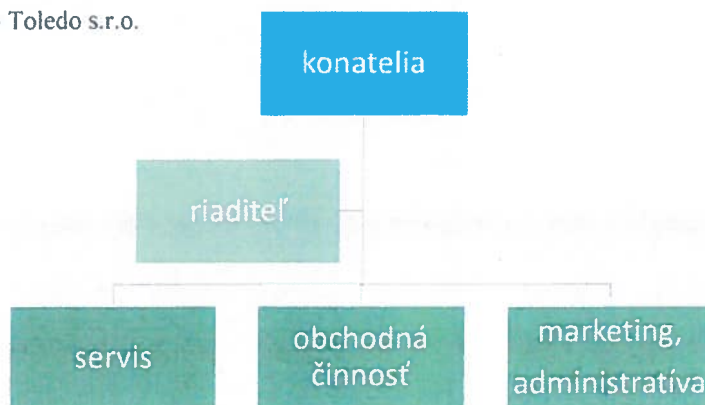 Toledo s.r.o.
konatelia
riaditeľ
servis
obchodná
činnosť
marketing,
administratíva